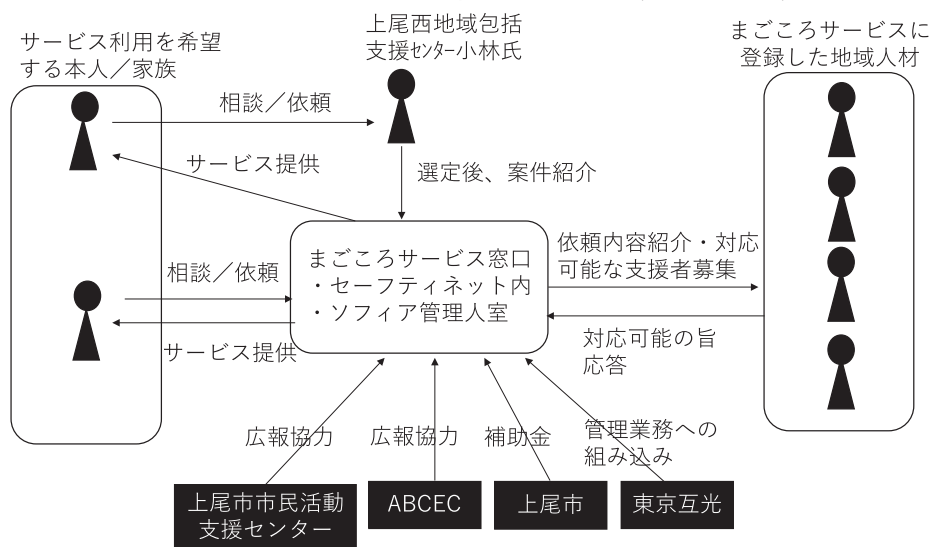 サービス利用を希望
する本人／家族
上尾西地域包括
支援ｾﾝﾀｰ小林氏
まごころサービスに
登録した地域人材
相談／依頼
サービス提供
選定後、案件紹介
まごころサービス窓口
・セーフティネット内
・ソフィア管理人室
依頼内容紹介・対応
可能な支援者募集
相談／依頼
サービス提供
対応可能の旨
応答
広報協力
広報協力
補助金
管理業務への
組み込み
上尾市市民活動
支援センター
ABCEC
上尾市
東京互光